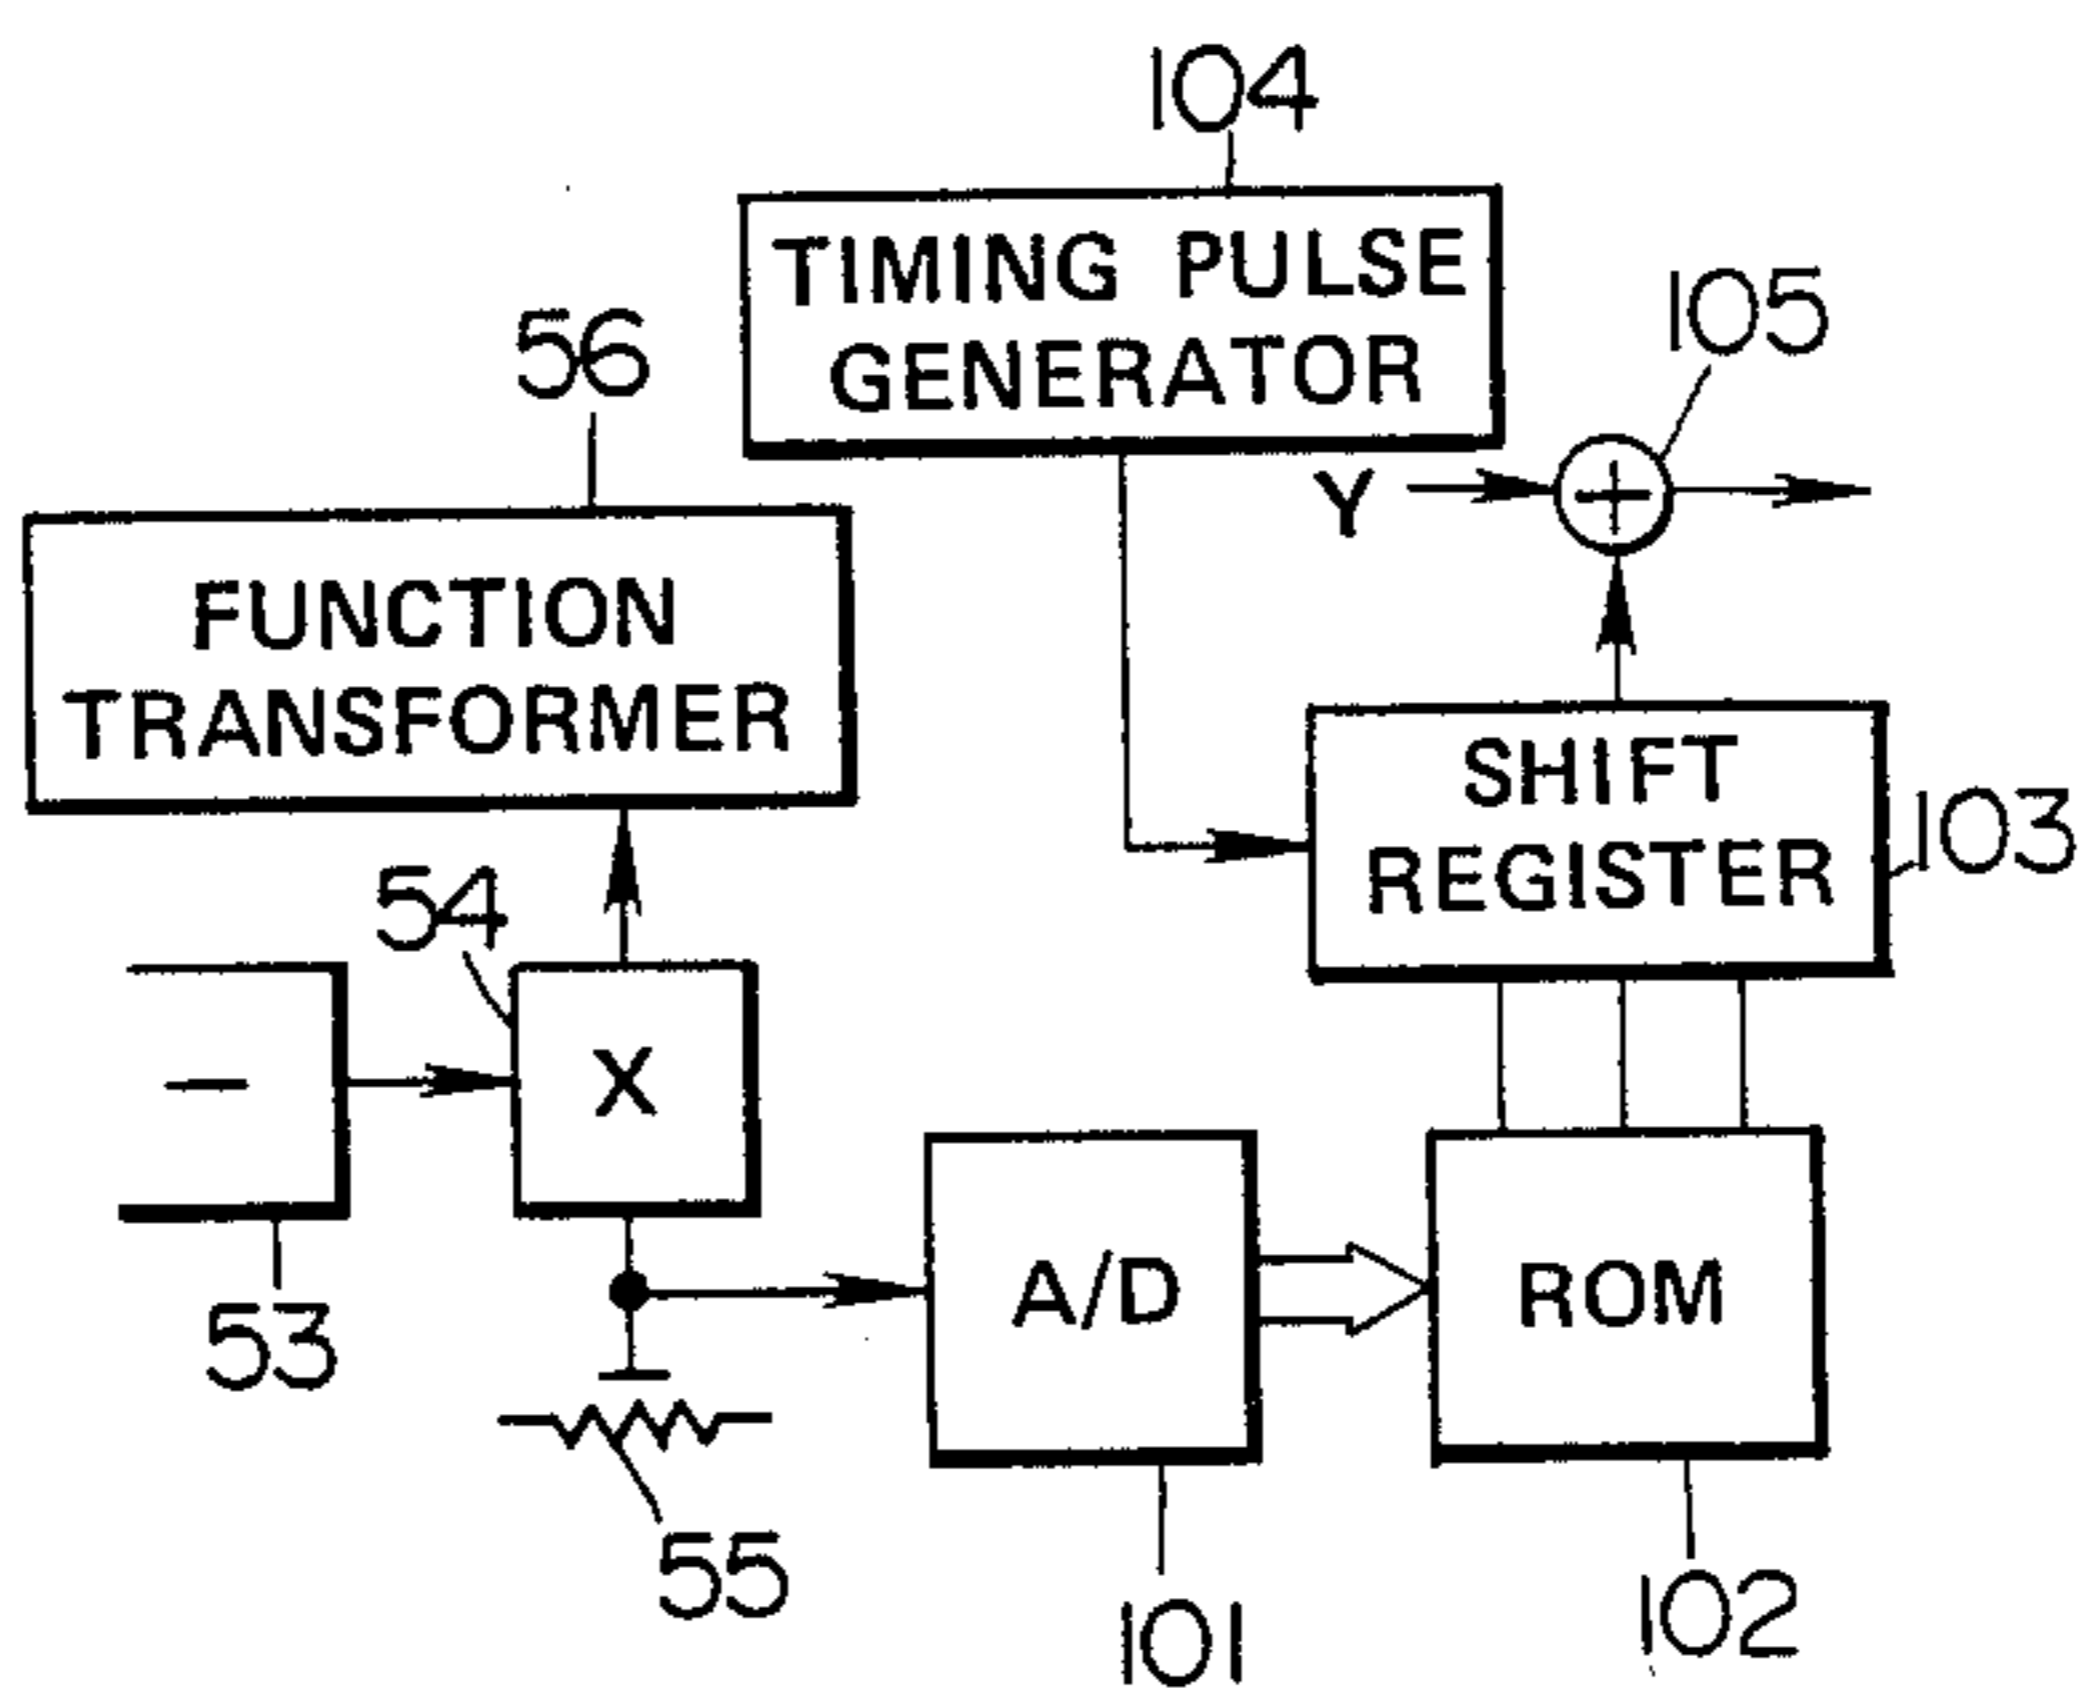 104
TIMING PULSE
GENERATOR
105
56
Y
+
FUNCTION
TRANSFORMER
SHIFT
REGISTER
103
54
−
X
A/D
ROM
53
55
101
102